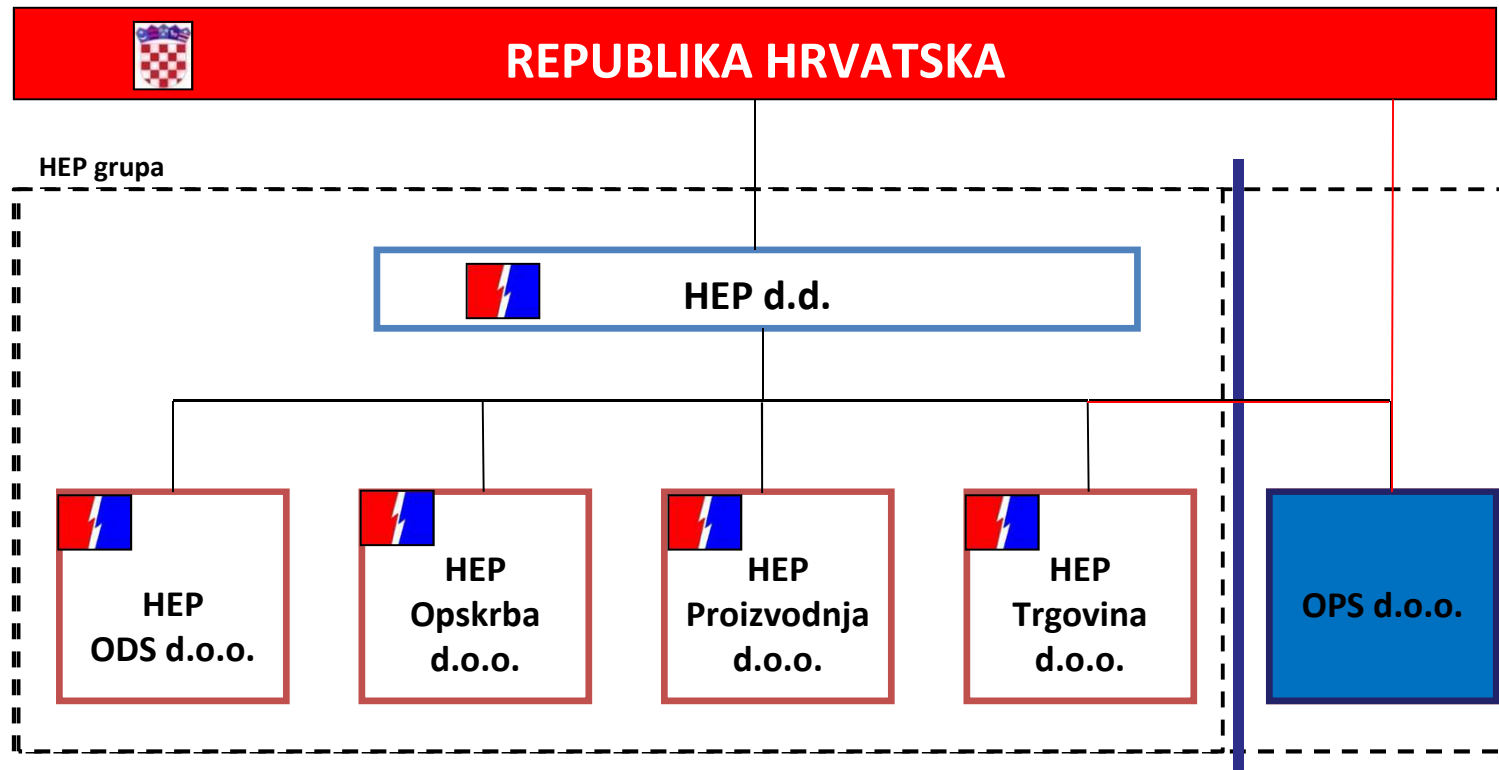 REPUBLIKA HRVATSKA
HEP grupa
HEP d.d.
HEP
ODS d.o.o.
HEP
Opskrba
d.o.o.
HEP
Proizvodnja
d.o.o.
HEP
Trgovina
d.o.o.
OPS d.o.o.